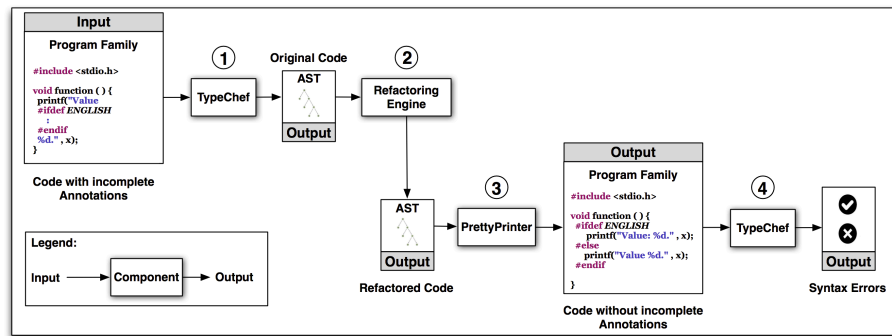 Input
Program Family
#include <stdio.h>
void function ( ) {
printf("Value
#ifdef ENGLISH
:
#endif
%d." , x);
}
Code with incomplete
Annotations
1
TypeChef
Original Code
AST
Output
2
Refactoring
Engine
AST
Output
Refactored Code
3
PrettyPrinter
Output
Program Family
#include <stdio.h>
void function ( ) {
#ifdef ENGLISH
printf("Value: %d." , x);
#else
printf("Value %d." , x);
#endif
}
Code without incomplete
Annotations
4
TypeChef
Output
Syntax Errors
Legend:
Input
Component
Output